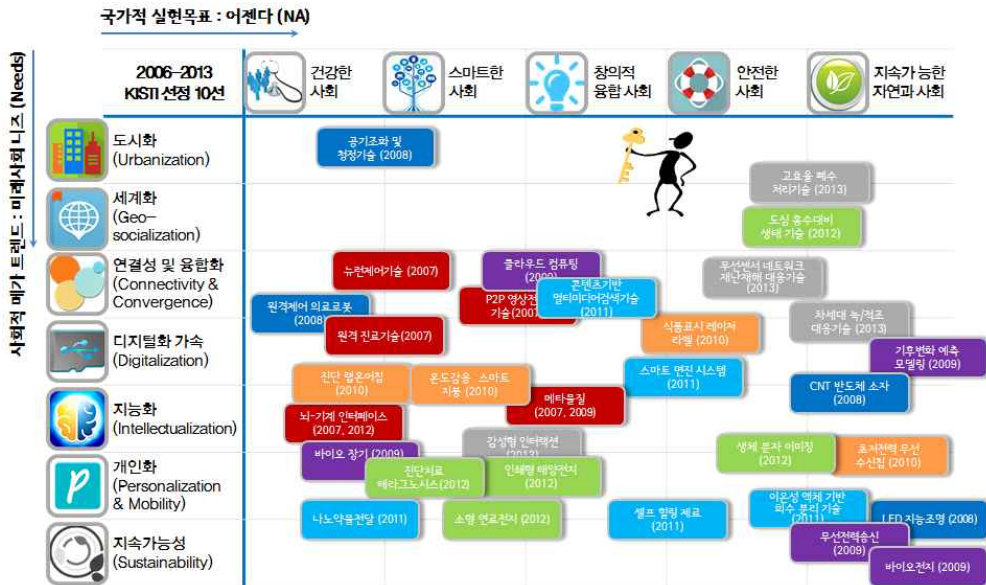 국가적 실현목표 : 어젠다 (NA)
사회적 메가 트렌드 : 미래사회 니즈 (Needs)
2006–2013
KISTI 선정 10선
건강한
사회
스마트한
사회
창의적
융합 사회
안전한
사회
지속가능한
자연과 사회
도시화
(Urbanization)
공기조화 및
청정기술 (2008)
고효율 폐수
처리기술 (2013)
세계화
(Geo-
socialization)
도심 홍수대비
생태 기술 (2012)
연결성 및 융합화
(Connectivity &
Convergence)
뉴런제어기술 (2007)
클라우드 컴퓨팅
(2009)
콘텐츠기반
멀티미디어검색기술
(2011)
무선센서 네트워크
재난재해 대응기술
(2013)
원격제어 의료로봇
(2008)
P2P 영상전
기술(2007
차세대 녹/적조
대응기술 (2013)
디지털화 가속
(Digitalization)
원격 진료기술(2007)
식품표시 레이저
라벨 (2010)
기후변화 예측
모델링 (2009)
진단 랩온어칩
(2010)
온도감응 스마트
지붕 (2010)
스마트 면진 시스템
(2011)
CNT 반도체 소자
(2008)
지능화
(Intellectualization)
뇌-기계 인터페이스
(2007, 2012)
메타물질
(2007, 2009)
바이오 장기 (2009)
감성형 인터랙션
(2013)
생체 분자 이미징
(2012)
초저전력 무선
수신칩 (2010)
개인화
(Personalization
& Mobility)
진단치료
테라그노시스(2012)
인쇄형 태양전지
(2012)
나노약물전달 (2011)
소형 연료전지 (2012)
셀프 힐링 재료
(2011)
이온성 액체 기반
회수 분리 기술
(2011)
LED 지능조명 (2008)
지속가능성
(Sustainability)
무선전력송신
(2009)
바이오전지 (2009)